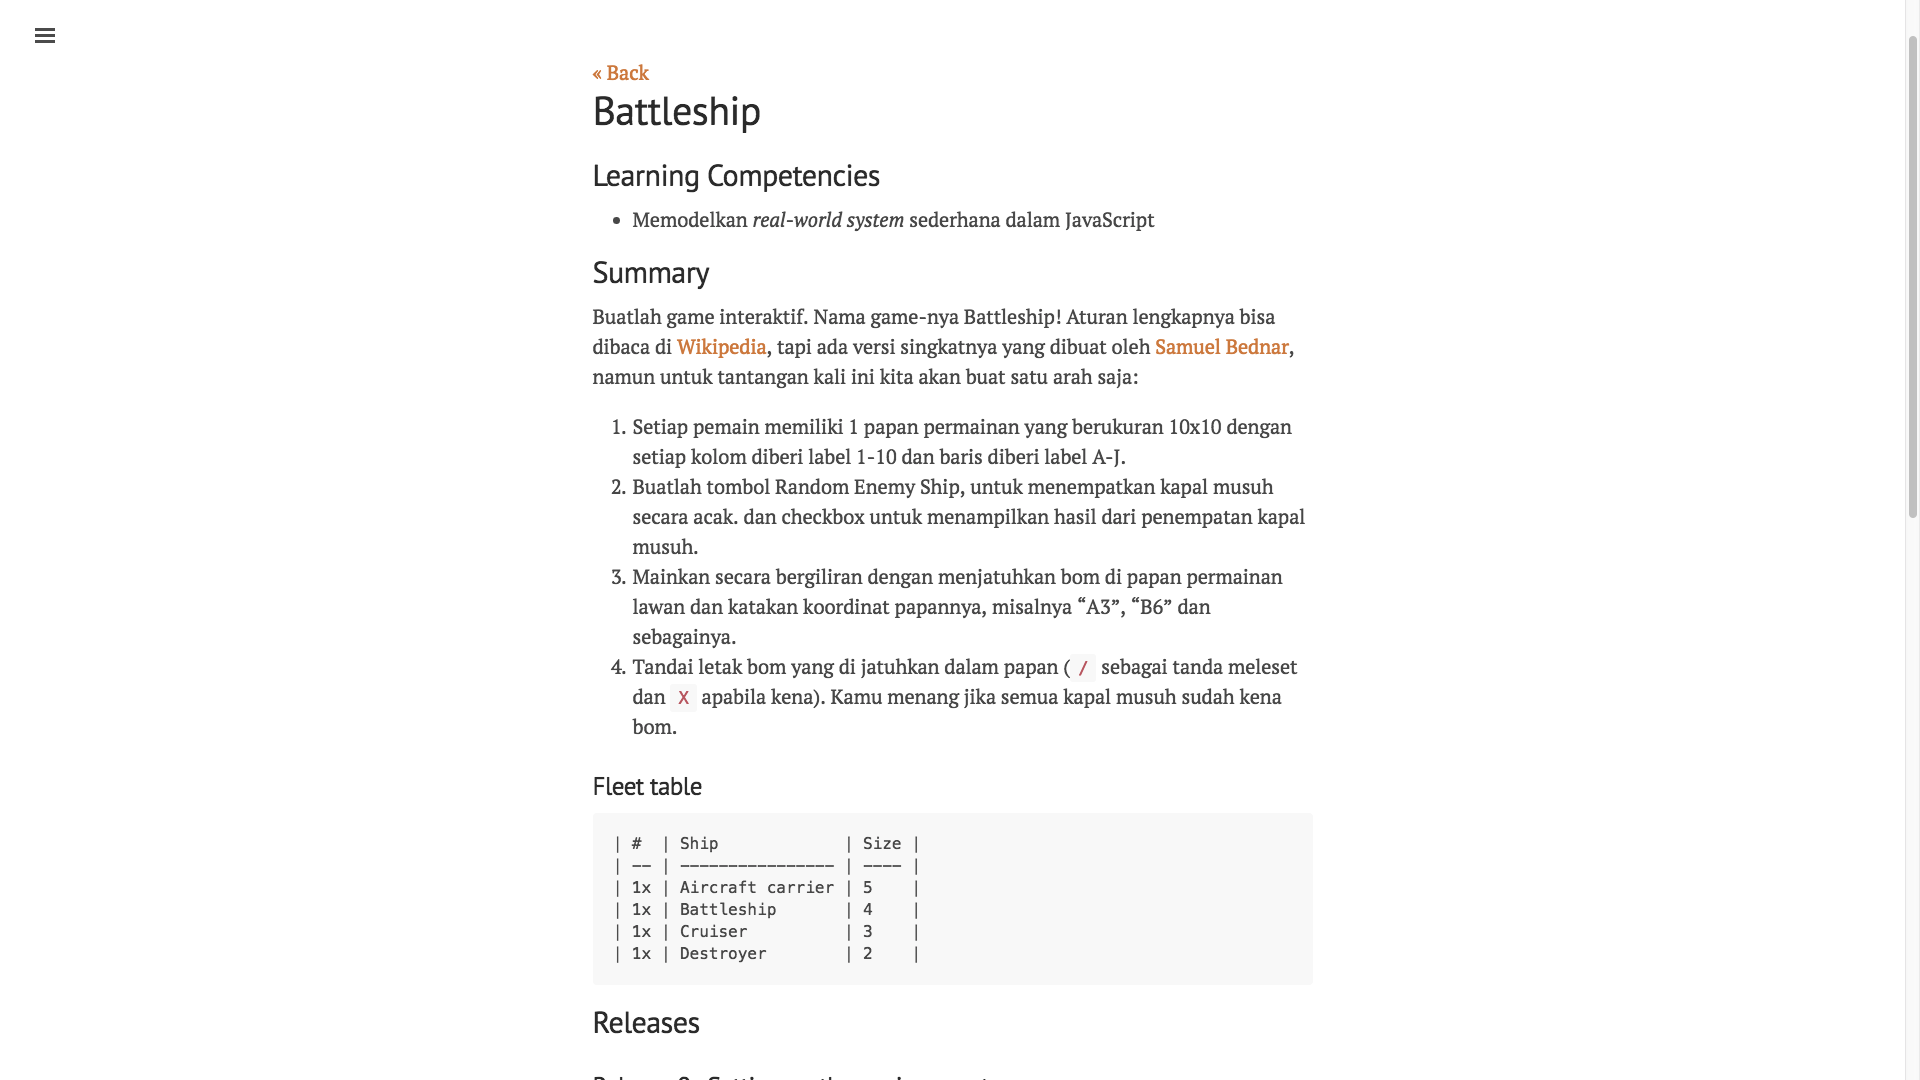 « Back
Battleship
Learning Competencies
• Memodelkan real-world system sederhana dalam JavaScript
Summary
Buatlah game interaktif. Nama game-nya Battleship! Aturan lengkapnya bisa
dibaca di Wikipedia, tapi ada versi singkatnya yang dibuat oleh Samuel Bednar,
namun untuk tantangan kali ini kita akan buat satu arah saja:
1. Setiap pemain memiliki 1 papan permainan yang berukuran 10x10 dengan
setiap kolom diberi label 1-10 dan baris diberi label A-J.
2. Buatlah tombol Random Enemy Ship, untuk menempatkan kapal musuh
secara acak. dan checkbox untuk menampilkan hasil dari penempatan kapal
musuh.
3. Mainkan secara bergiliran dengan menjatuhkan bom di papan permainan
lawan dan katakan koordinat papannya, misalnya “A3”, “B6” dan
sebagainya.
4. Tandai letak bom yang di jatuhkan dalam papan ( / sebagai tanda meleset
dan X apabila kena). Kamu menang jika semua kapal musuh sudah kena
bom.
Fleet table
| #  | Ship             | Size |
| -- | ---------------- | ---- |
| 1x | Aircraft carrier | 5    |
| 1x | Battleship       | 4    |
| 1x | Cruiser          | 3    |
| 1x | Destroyer        | 2    |
Releases